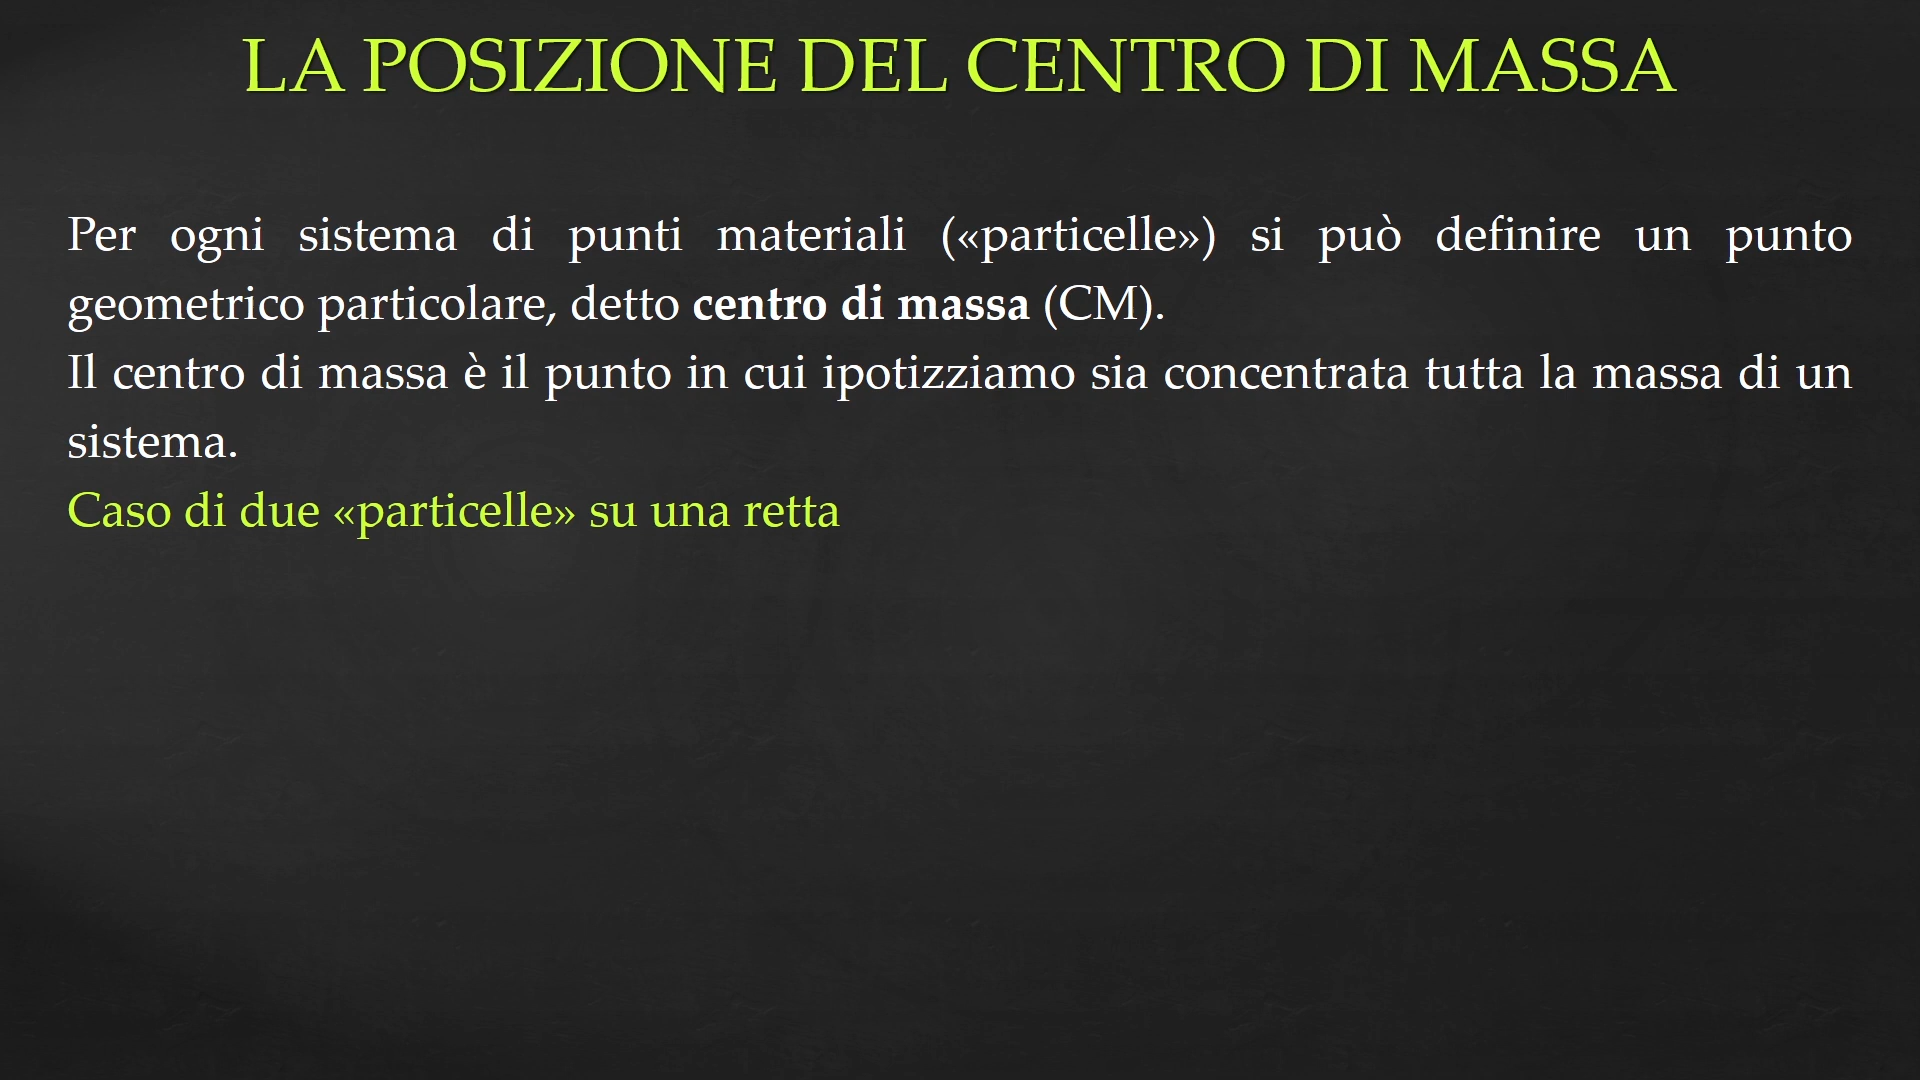 LA POSIZIONE DEL CENTRO DI MASSA
Per ogni sistema di punti materiali («particelle») si può definire un punto
geometrico particolare, detto centro di massa (CM).
Il centro di massa è il punto in cui ipotizziamo sia concentrata tutta la massa di un
sistema.
Caso di due «particelle» su una retta